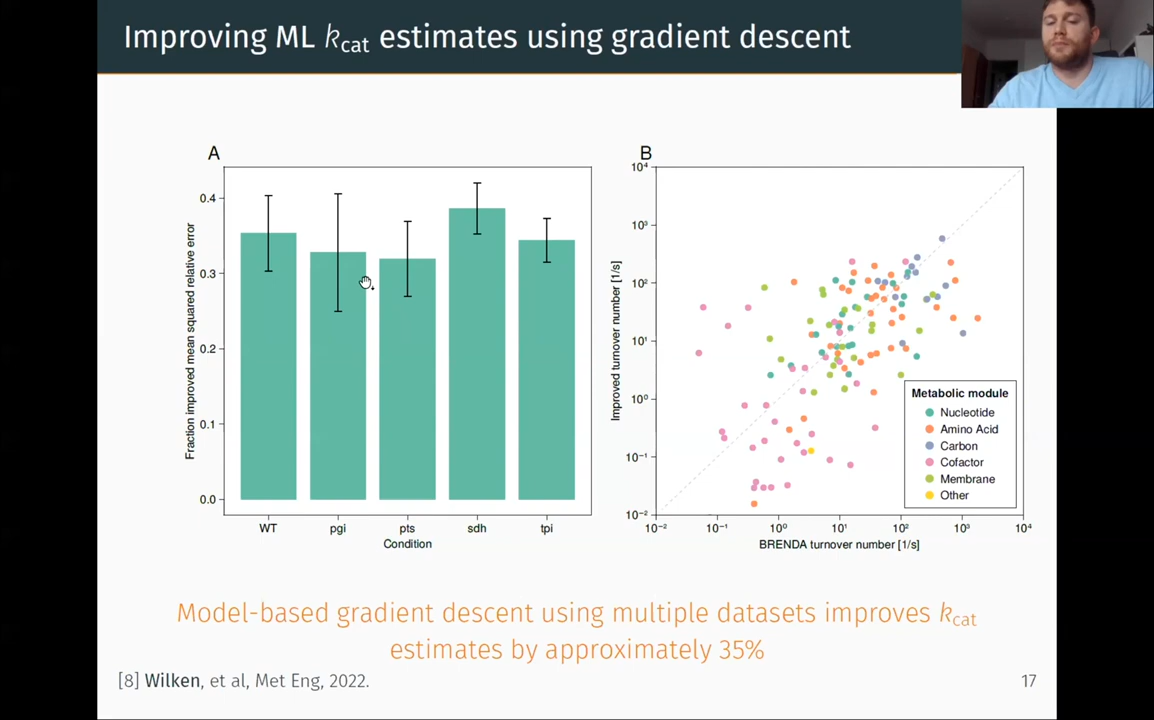 Improving ML kcat estimates using gradient descent
A
Fraction improved mean squared relative error
0.4
0.3
0.2
0.1
0.0
WT pgi pts sdh tpi
Condition
B
Improved turnover number [1/s]
10⁴
10³
10²
10¹
10⁰
10⁻¹
10⁻²
10⁻² 10⁻¹ 10⁰ 10¹ 10² 10³ 10⁴
BRENDA turnover number [1/s]
Metabolic module
Nucleotide
Amino Acid
Carbon
Cofactor
Membrane
Other
Model-based gradient descent using multiple datasets improves kcat
estimates by approximately 35%
[8] Wilken, et al, Met Eng, 2022.
17